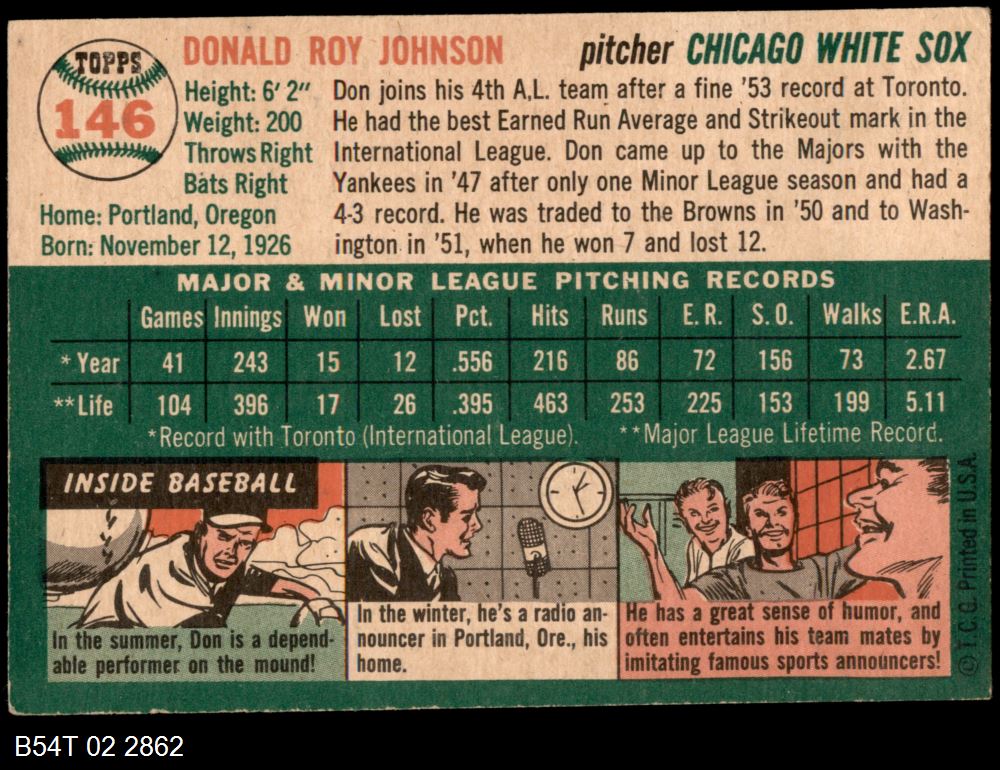 TOPPS
146
DONALD ROY JOHNSON
pitcher CHICAGO WHITE SOX
Height: 6' 2"
Weight: 200
Throws Right
Bats Right
Home: Portland, Oregon
Born: November 12, 1926
Don joins his 4th A.L. team after a fine '53 record at Toronto.
He had the best Earned Run Average and Strikeout mark in the
International League. Don came up to the Majors with the
Yankees in '47 after only one Minor League season and had a
4-3 record. He was traded to the Browns in '50 and to Wash-
ington in '51, when he won 7 and lost 12.
MAJOR & MINOR LEAGUE PITCHING RECORDS
Games Innings Won Lost Pct. Hits Runs E. R. S. O. Walks E.R.A.
* Year 41 243 15 12 .556 216 86 72 156 73 2.67
** Life 104 396 17 26 .395 463 253 225 153 199 5.11
*Record with Toronto (International League). **Major League Lifetime Record.
INSIDE BASEBALL
In the summer, Don is a depend-
able performer on the mound!
In the winter, he's a radio an-
nouncer in Portland, Ore., his
home.
He has a great sense of humor, and
often entertains his team mates by
imitating famous sports announcers!
© T.C.G. Printed in U.S.A.
B54T 02 2862